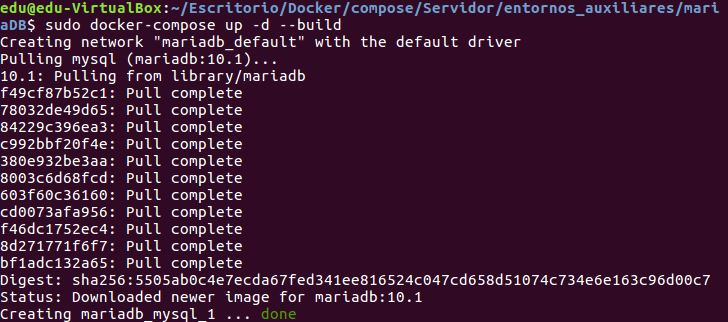 edu@edu-VirtualBox:~/Escritorio/Docker/compose/Servidor/entornos_auxiliares/mari
aDB$ sudo docker-compose up -d --build
Creating network "mariadb_default" with the default driver
Pulling mysql (mariadb:10.1)...
10.1: Pulling from library/mariadb
f49cf87b52c1: Pull complete
78032de49d65: Pull complete
84229c396ea3: Pull complete
c992bbf20f4e: Pull complete
380e932be3aa: Pull complete
8003c6d68fcd: Pull complete
603f60c36160: Pull complete
cd0073afa956: Pull complete
f46dc1752ec4: Pull complete
8d271771f6f7: Pull complete
bf1adc132a65: Pull complete
Digest: sha256:5505ab0c4e7ecda67fed341ee816524c047cd658d51074c734e6e163c96d00c7
Status: Downloaded newer image for mariadb:10.1
Creating mariadb_mysql_1 ... done